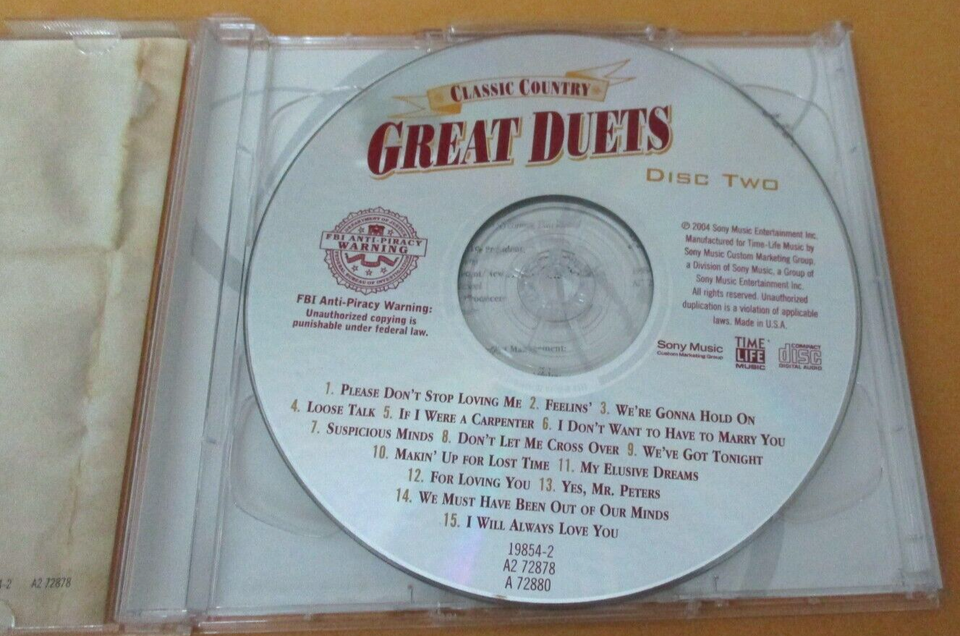 CLASSIC COUNTRY
GREAT DUETS
DISC TWO
FBI ANTI-PIRACY
WARNING
FBI Anti-Piracy Warning:
Unauthorized copying is
punishable under federal law.
℗ 2004 Sony Music Entertainment Inc.
Manufactured for Time-Life Music by
Sony Music Custom Marketing Group,
a Division of Sony Music, a Group of
Sony Music Entertainment Inc.
All rights reserved. Unauthorized
duplication is a violation of applicable
laws. Made in U.S.A.
Sony Music
Custom Marketing Group
TIME
LIFE
MUSIC
COMPACT
disc
DIGITAL AUDIO
1. PLEASE DON'T STOP LOVING ME 2. FEELIN' 3. WE'RE GONNA HOLD ON
4. LOOSE TALK 5. IF I WERE A CARPENTER 6. I DON'T WANT TO HAVE TO MARRY YOU
7. SUSPICIOUS MINDS 8. DON'T LET ME CROSS OVER 9. WE'VE GOT TONIGHT
10. MAKIN' UP FOR LOST TIME 11. MY ELUSIVE DREAMS
12. FOR LOVING YOU 13. YES, MR. PETERS
14. WE MUST HAVE BEEN OUT OF OUR MINDS
15. I WILL ALWAYS LOVE YOU
19854-2
A2 72878
A 72880
A2 72878